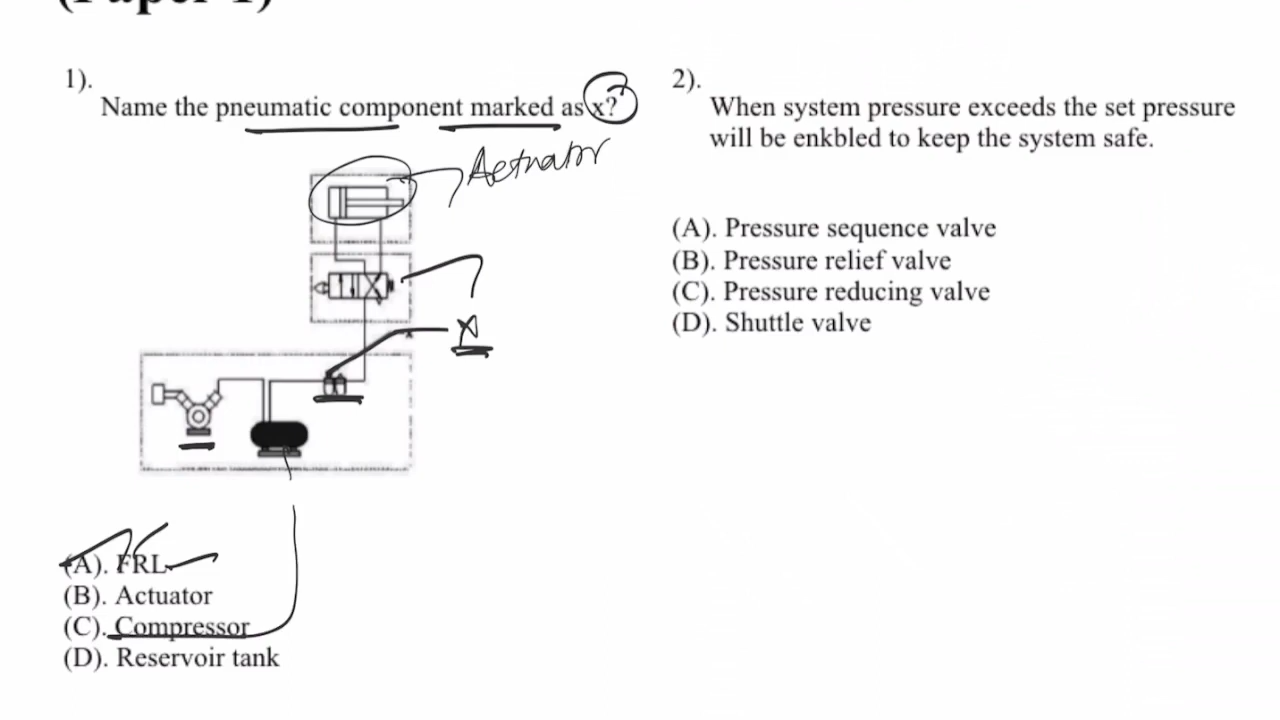 (Paper 1)
1).
Name the pneumatic component marked as x?
Actuator
x
(A). FRL
(B). Actuator
(C). Compressor
(D). Reservoir tank
2).
When system pressure exceeds the set pressure
will be enkbled to keep the system safe.
(A). Pressure sequence valve
(B). Pressure relief valve
(C). Pressure reducing valve
(D). Shuttle valve